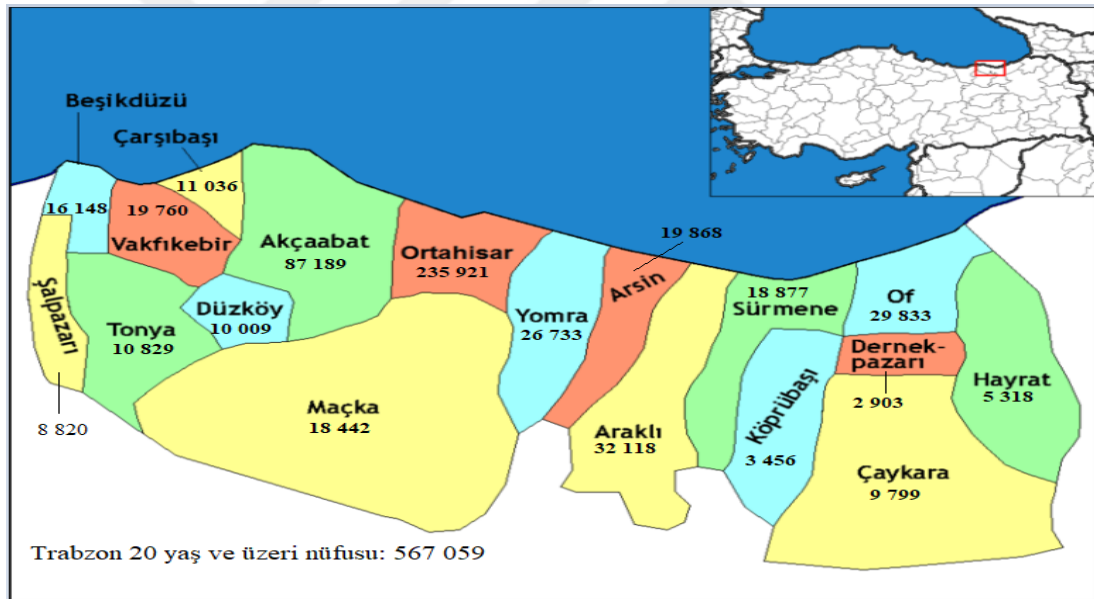 Beşikdüzü
Çarşıbaşı
11 036
16 148
19 760
Vakfıkebir
Akçaabat
87 189
Ortahisar
235 921
19 868
Arsin
Şalpazarı
8 820
Tonya
10 829
Düzköy
10 009
Yomra
26 733
18 877
Sürmene
Of
29 833
Dernek-
pazarı
2 903
Hayrat
5 318
Maçka
18 442
Araklı
32 118
Köprübaşı
3 456
Çaykara
9 799
Trabzon 20 yaş ve üzeri nüfusu: 567 059